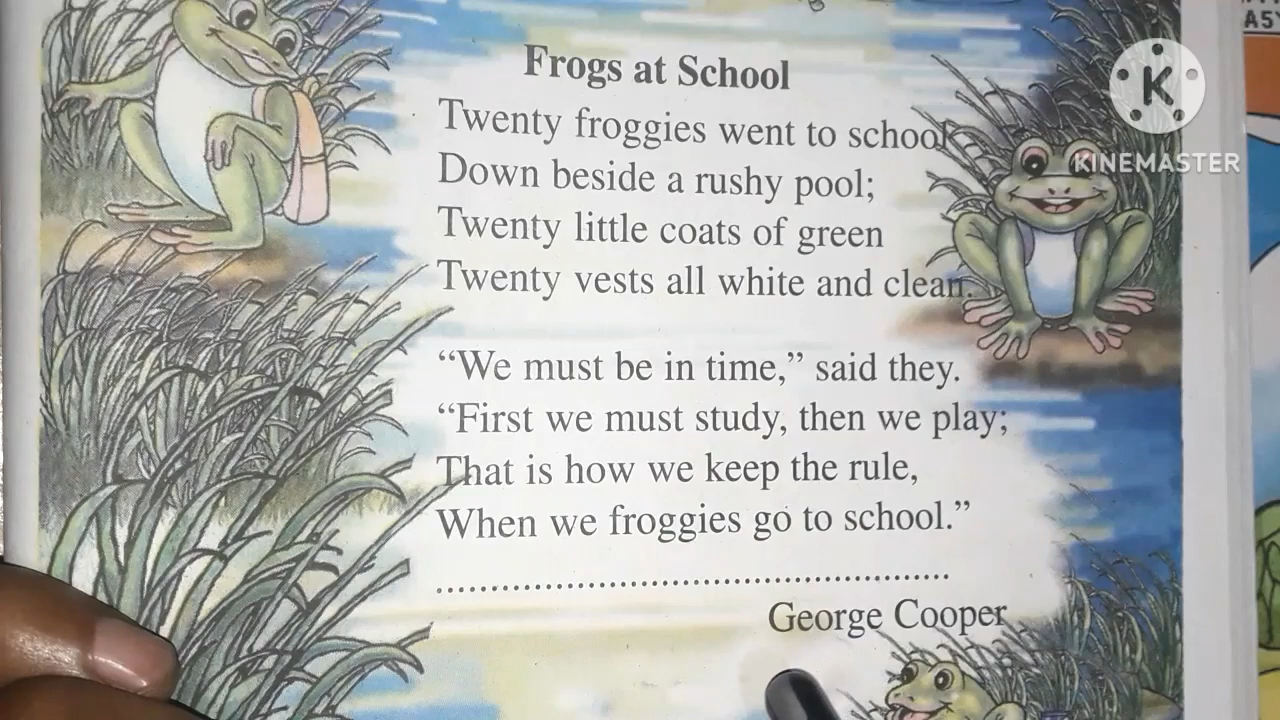 Frogs at School
Twenty froggies went to school
Down beside a rushy pool;
Twenty little coats of green
Twenty vests all white and clean.
“We must be in time,” said they.
“First we must study, then we play;
That is how we keep the rule,
When we froggies go to school.”
..................................................
George Cooper
K
KINEMASTER